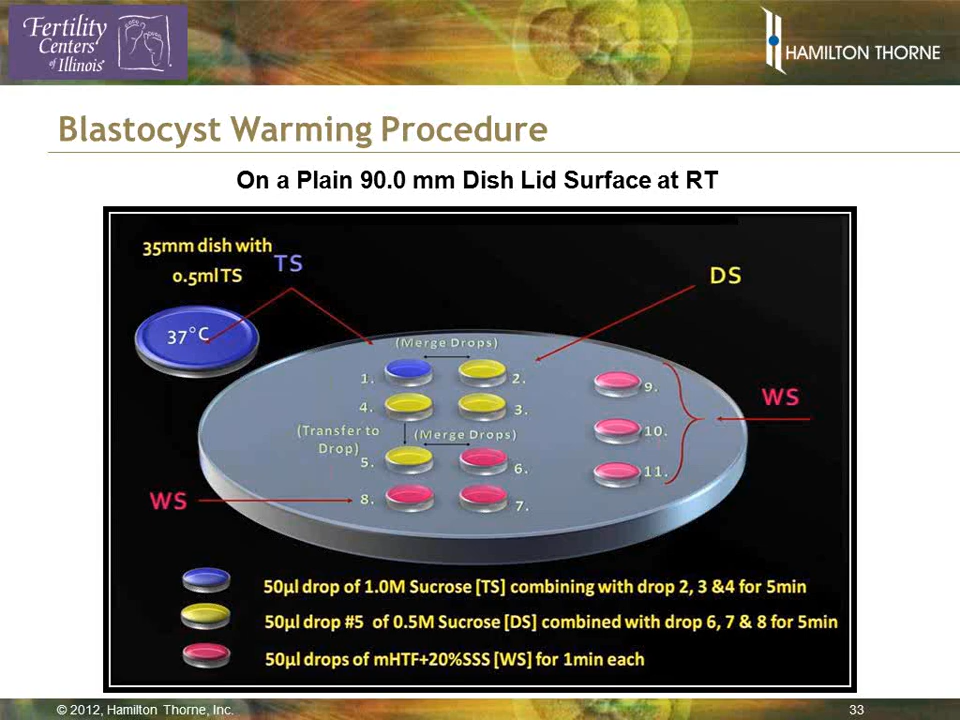 Fertility
Centers®
of Illinois®
HAMILTON THORNE
Blastocyst Warming Procedure
On a Plain 90.0 mm Dish Lid Surface at RT
35mm dish with
0.5ml TS
TS
DS
37°C
(Merge Drops)
1.
2.
9.
4.
3.
WS
(Transfer to
Drop)
(Merge Drops)
10.
5.
6.
11.
WS
8.
7.
50µl drop of 1.0M Sucrose [TS] combining with drop 2, 3 &4 for 5min
50µl drop #5 of 0.5M Sucrose [DS] combined with drop 6, 7 & 8 for 5min
50µl drops of mHTF+20%SSS [WS] for 1min each
© 2012, Hamilton Thorne, Inc.
33